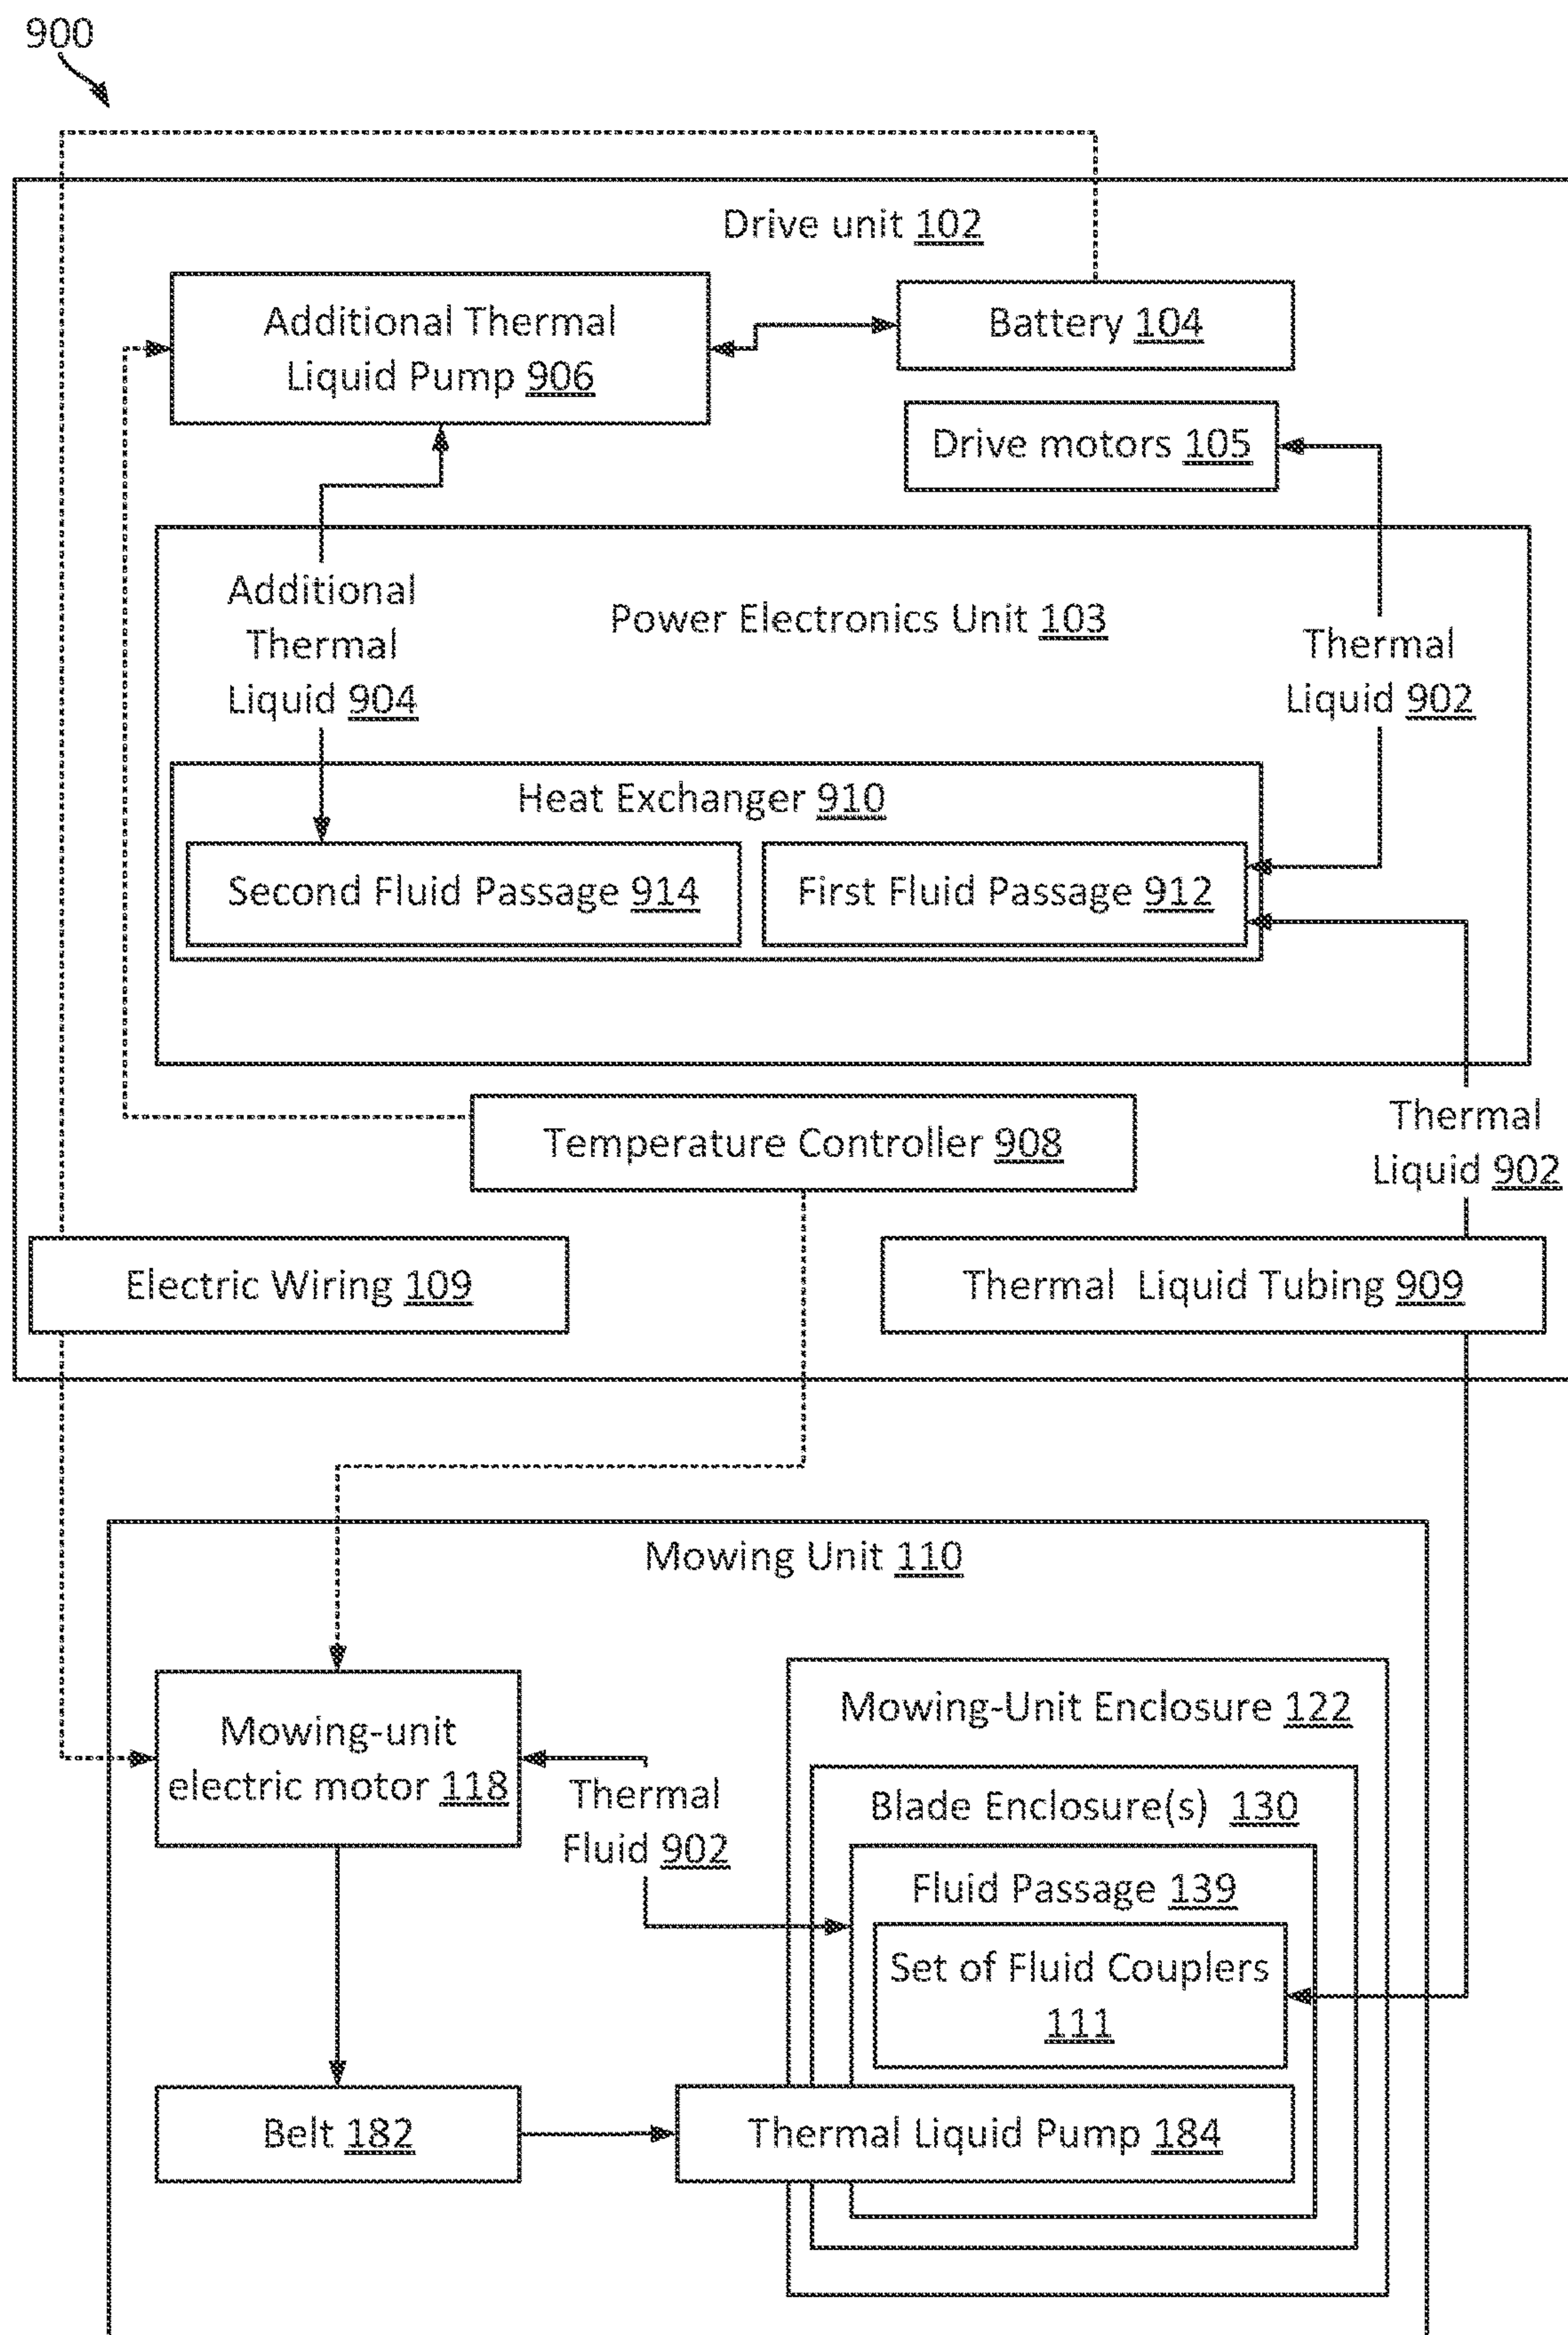 900
Drive unit 102
Additional Thermal
Liquid Pump 906
Battery 104
Drive motors 105
Additional
Thermal
Liquid 904
Power Electronics Unit 103
Thermal
Liquid 902
Heat Exchanger 910
Second Fluid Passage 914
First Fluid Passage 912
Temperature Controller 908
Thermal
Liquid 902
Electric Wiring 109
Thermal Liquid Tubing 909
Mowing Unit 110
Mowing-unit
electric motor 118
Thermal
Fluid 902
Mowing-Unit Enclosure 122
Blade Enclosure(s) 130
Fluid Passage 139
Set of Fluid Couplers
111
Belt 182
Thermal Liquid Pump 184